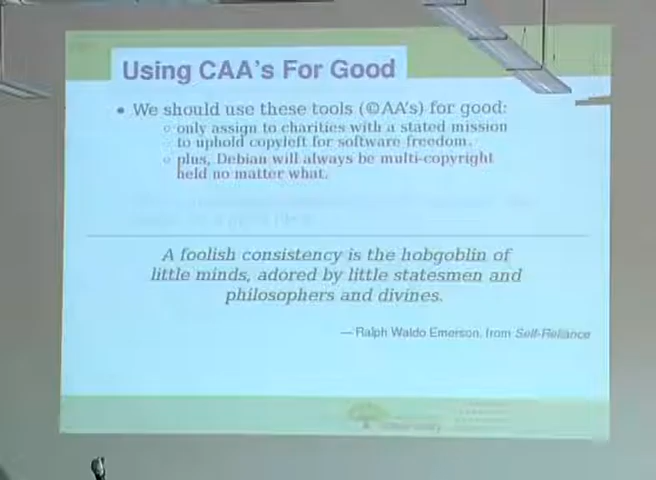 Using CAA's For Good
• We should use these tools (©AA's) for good:
○ only assign to charities with a stated mission
to uphold copyleft for software freedom.
○ plus, Debian will always be multi-copyright
held no matter what.
A foolish consistency is the hobgoblin of
little minds, adored by little statesmen and
philosophers and divines.
— Ralph Waldo Emerson, from Self-Reliance